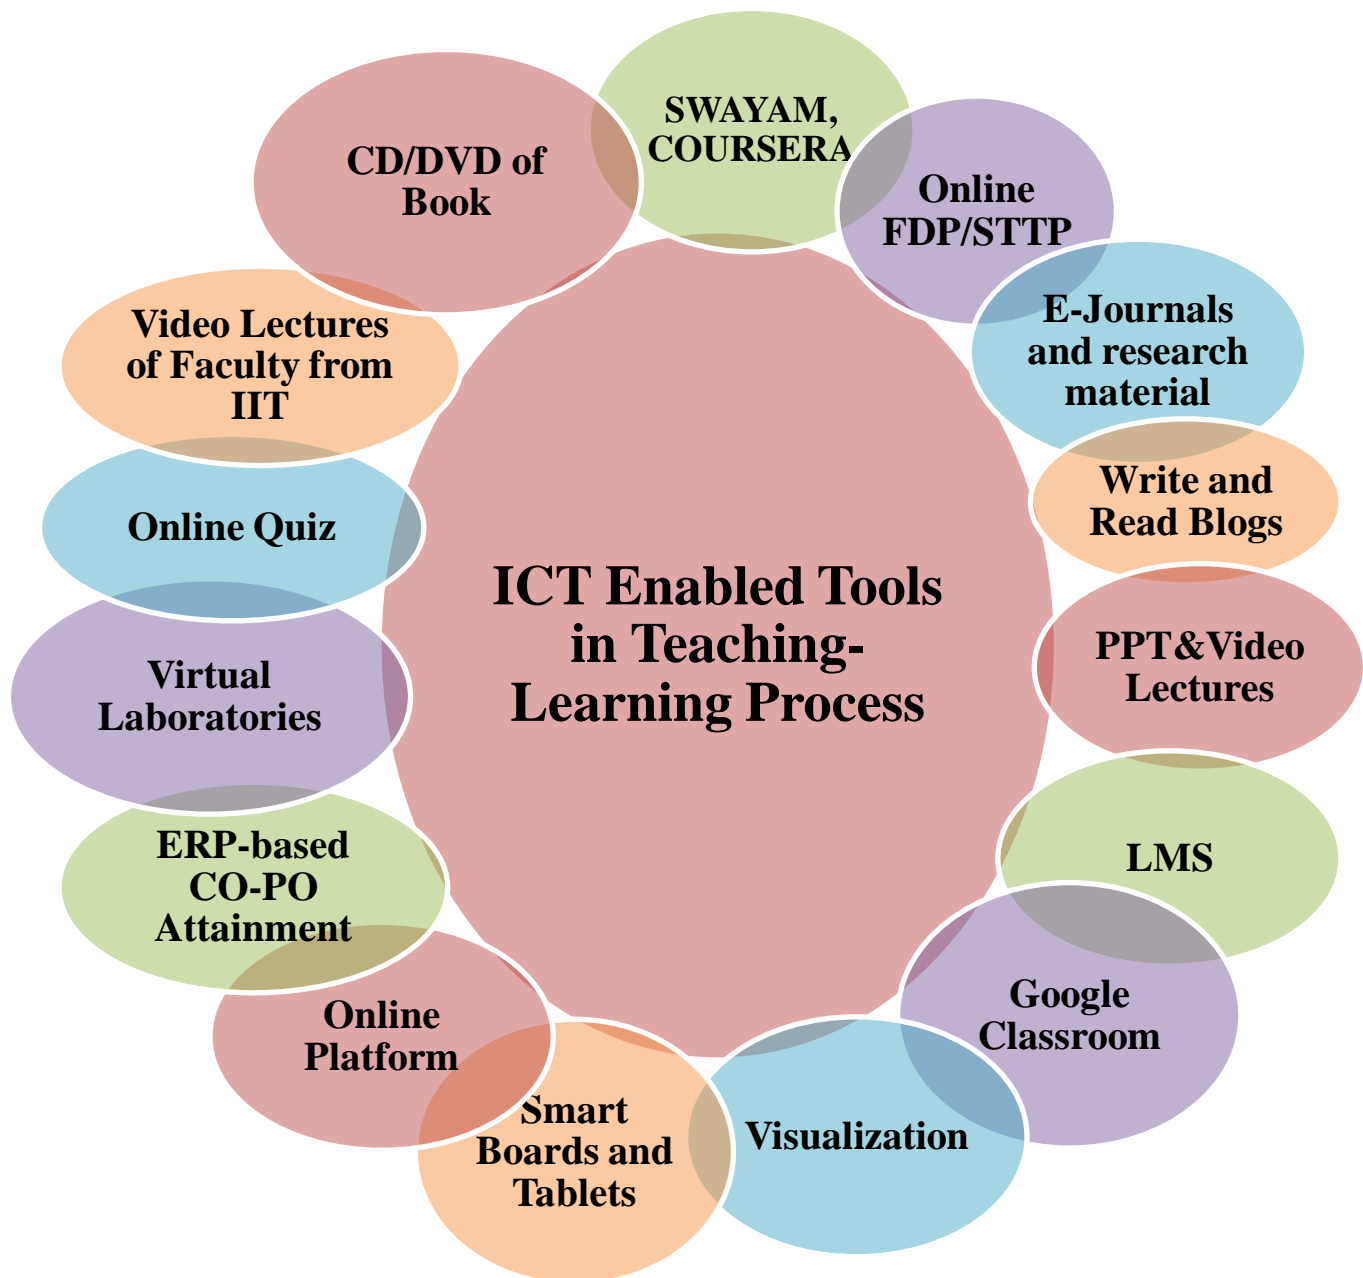 SWAYAM,
COURSERA
Online
FDP/STTP
E-Journals
and research
material
Write and
Read Blogs
PPT&Video
Lectures
LMS
Google
Classroom
Visualization
Smart
Boards and
Tablets
Online
Platform
ERP-based
CO-PO
Attainment
Virtual
Laboratories
Online Quiz
Video Lectures
of Faculty from
IIT
CD/DVD of
Book
ICT Enabled Tools
in Teaching-
Learning Process